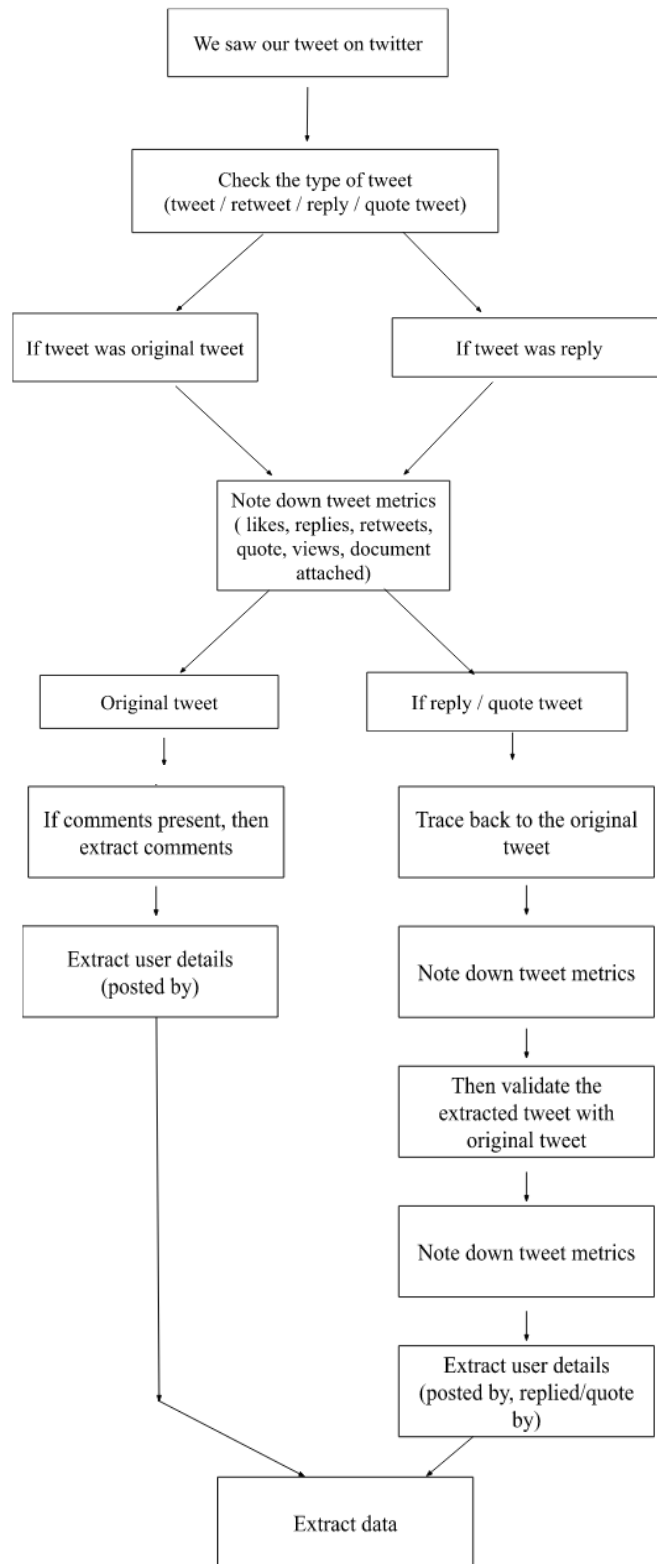 We saw our tweet on twitter
Check the type of tweet
(tweet / retweet / reply / quote tweet)
If tweet was original tweet
If tweet was reply
Note down tweet metrics
( likes, replies, retweets,
quote, views, document
attached)
Original tweet
If reply / quote tweet
If comments present, then
extract comments
Trace back to the original
tweet
Extract user details
(posted by)
Note down tweet metrics
Then validate the
extracted tweet with
original tweet
Note down tweet metrics
Extract user details
(posted by, replied/quote
by)
Extract data